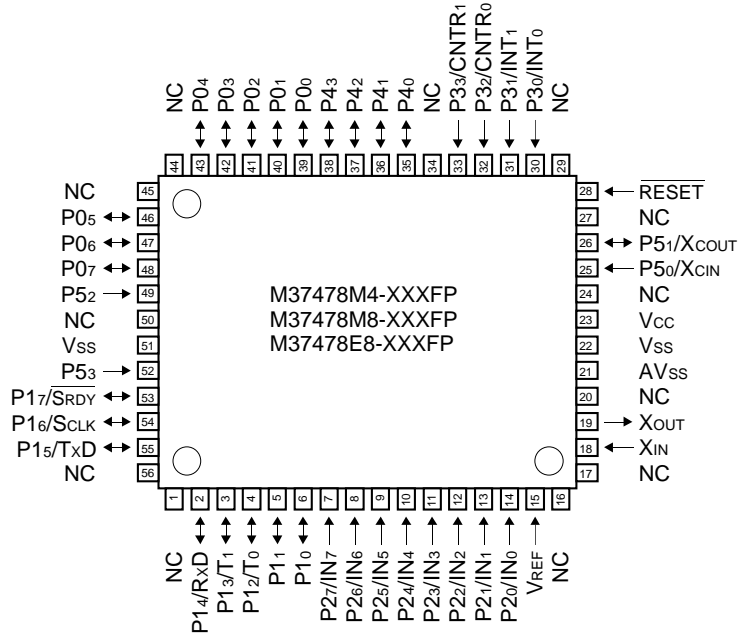 NC
P04
P03
P02
P01
P00
P43
P42
P41
P40
NC
P33/CNTR1
P32/CNTR0
P31/INT1
P30/INT0
NC
44
43
42
41
40
39
38
37
36
35
34
33
32
31
30
29
NC 45
P05 46
P06 47
P07 48
P52 49
NC 50
VSS 51
P53 52
P17/SRDY 53
P16/SCLK 54
P15/TXD 55
NC 56
M37478M4-XXXFP
M37478M8-XXXFP
M37478E8-XXXFP
28 RESET
27 NC
26 P51/XCOUT
25 P50/XCIN
24 NC
23 VCC
22 VSS
21 AVSS
20 NC
19 XOUT
18 XIN
17 NC
1
2
3
4
5
6
7
8
9
10
11
12
13
14
15
16
NC
P14/RXD
P13/T1
P12/T0
P11
P10
P27/IN7
P26/IN6
P25/IN5
P24/IN4
P23/IN3
P22/IN2
P21/IN1
P20/IN0
VREF
NC